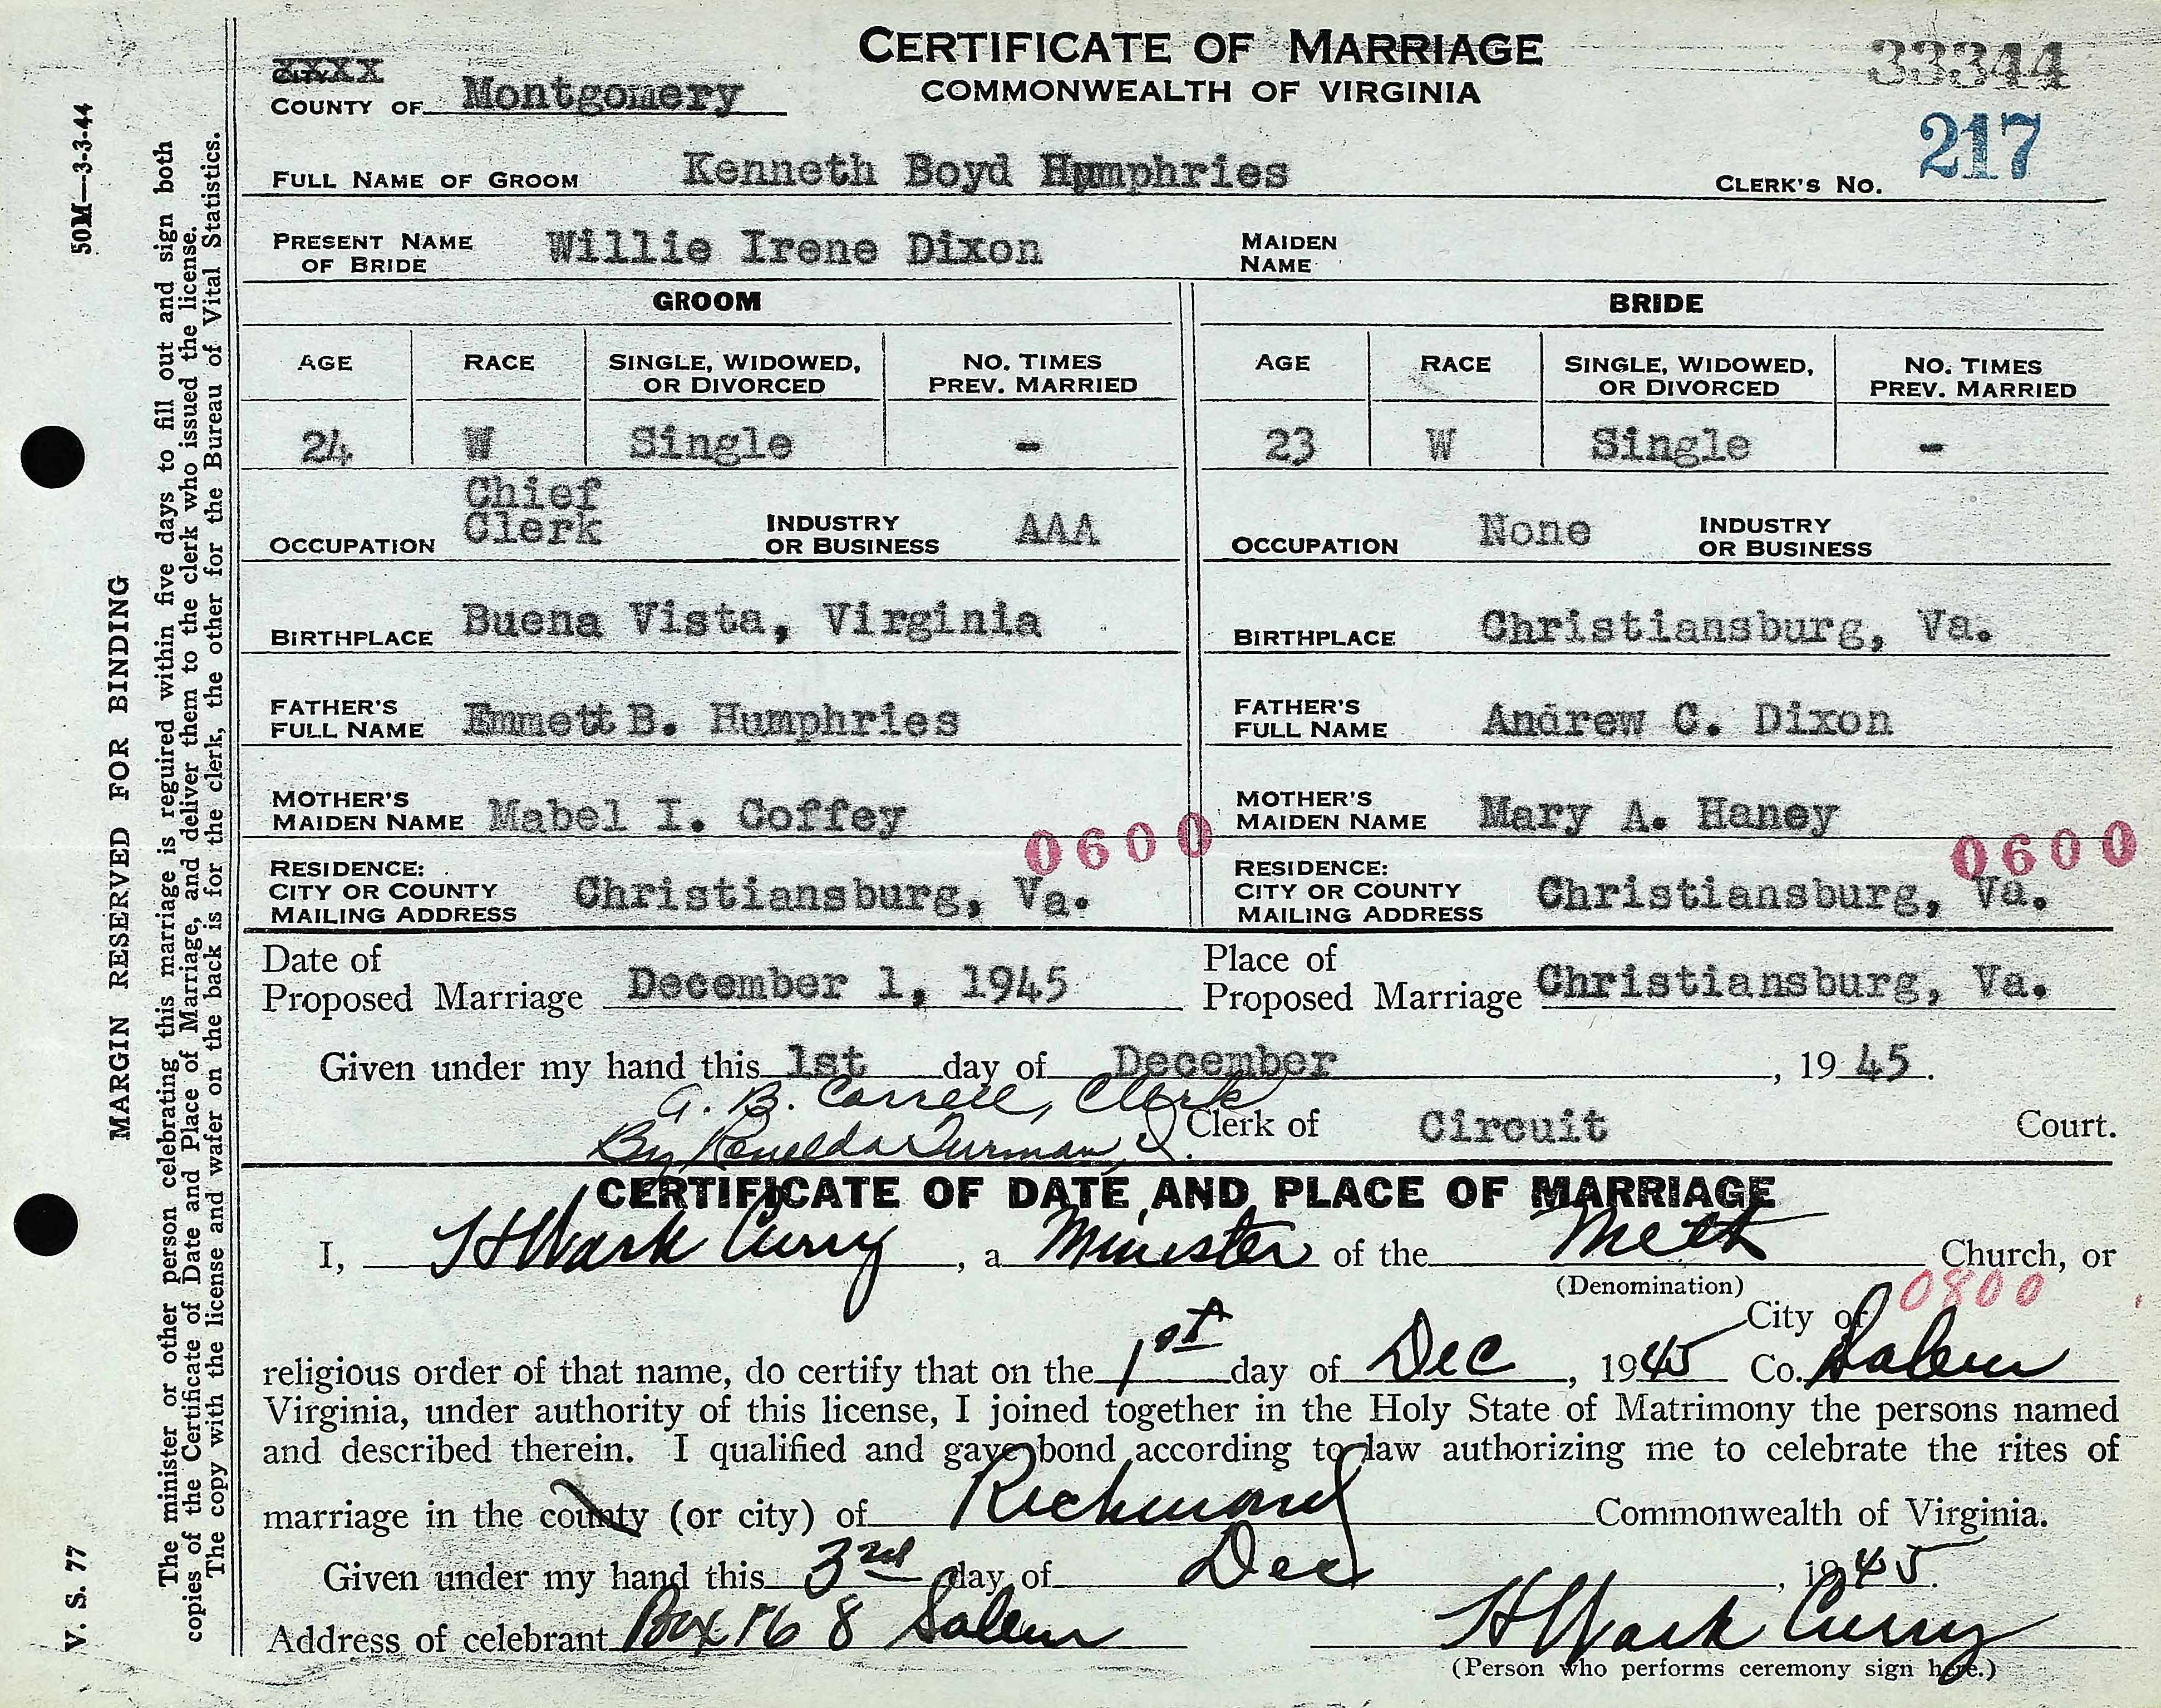 CERTIFICATE OF MARRIAGE
COMMONWEALTH OF VIRGINIA
33344
XXXX
COUNTY OF Montgomery
217
FULL NAME OF GROOM Kenneth Boyd Humphries CLERK'S NO.
PRESENT NAME OF BRIDE Willie Irene Dixon MAIDEN NAME
GROOM BRIDE
AGE RACE SINGLE, WIDOWED, OR DIVORCED NO. TIMES PREV. MARRIED AGE RACE SINGLE, WIDOWED, OR DIVORCED NO. TIMES PREV. MARRIED
24 W Single - 23 W Single -
OCCUPATION Chief Clerk INDUSTRY OR BUSINESS AAA OCCUPATION None INDUSTRY OR BUSINESS
BIRTHPLACE Buena Vista, Virginia BIRTHPLACE Christiansburg, Va.
FATHER'S FULL NAME Emmett B. Humphries FATHER'S FULL NAME Andrew C. Dixon
MOTHER'S MAIDEN NAME Mabel I. Coffey MOTHER'S MAIDEN NAME Mary A. Haney
0600 0600
RESIDENCE: CITY OR COUNTY MAILING ADDRESS Christiansburg, Va. RESIDENCE: CITY OR COUNTY MAILING ADDRESS Christiansburg, Va.
Date of Proposed Marriage December 1, 1945 Place of Proposed Marriage Christiansburg, Va.
Given under my hand this 1st day of December, 1945.
A. B. Correll, Clerk
By Renelda Surman, D. Clerk of Circuit Court.
CERTIFICATE OF DATE AND PLACE OF MARRIAGE
I, H Wark Curry, a Minister of the Meth Church, or
(Denomination)
0800
City of
religious order of that name, do certify that on the 1st day of Dec, 1945 Co. Salem
Virginia, under authority of this license, I joined together in the Holy State of Matrimony the persons named
and described therein. I qualified and gave bond according to law authorizing me to celebrate the rites of
marriage in the county (or city) of Richmond Commonwealth of Virginia.
Given under my hand this 3rd day of Dec, 1945.
Address of celebrant Box 168 Salem H Wark Curry
(Person who performs ceremony sign here.)
50M—3-3-44
MARGIN RESERVED FOR BINDING
V. S. 77
The minister or other person celebrating this marriage is reguired within five days to fill out and sign both
copies of the Certificate of Date and Place of Marriage, and deliver them to the clerk who issued the license.
The copy with the license and wafer on the back is for the clerk, the other for the Bureau of Vital Statistics.